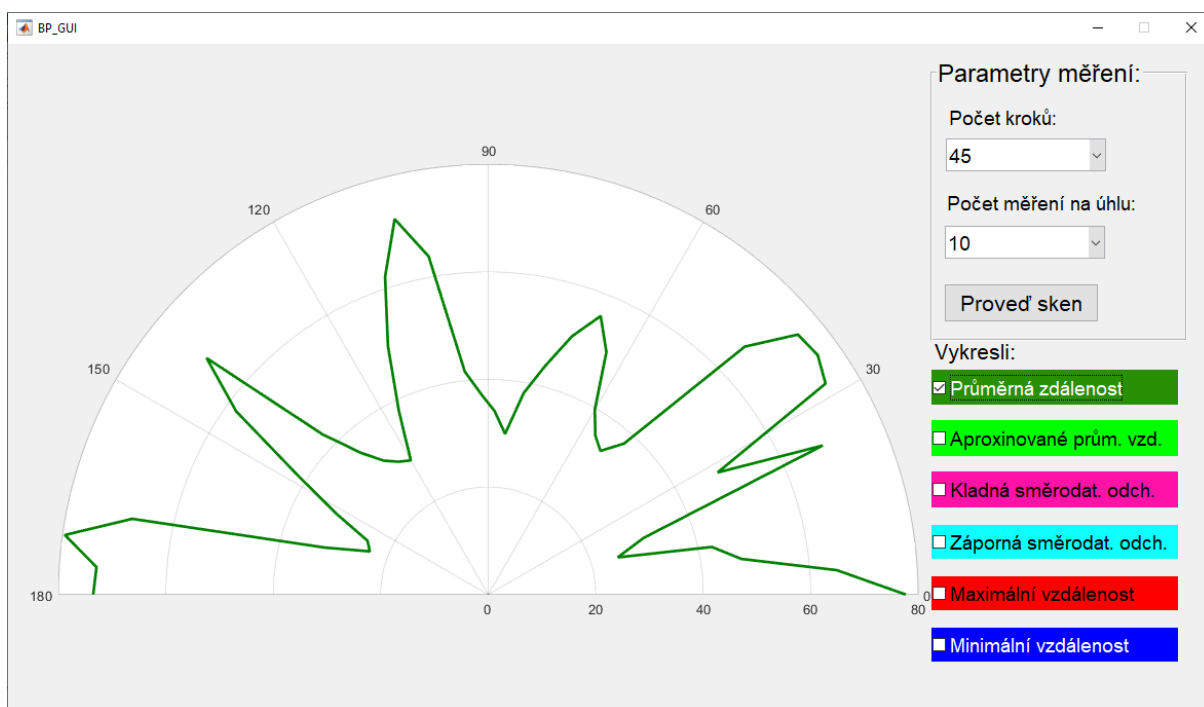 BP_GUI
Parametry měření:
Počet kroků:
45
Počet měření na úhlu:
10
Proveď sken
Vykresli:
Průměrná zdálenost
Aproxinované prům. vzd.
Kladná směrodat. odch.
Záporná směrodat. odch.
Maximální vzdálenost
Minimální vzdálenost
90
120
60
150
30
180
0
0
20
40
60
80